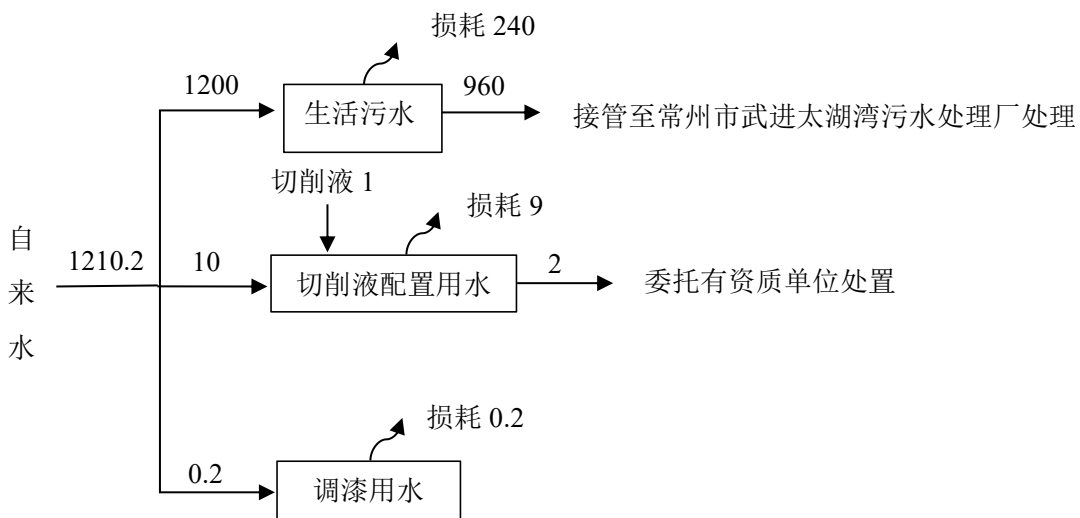 损耗 240
1200
960
生活污水
接管至常州市武进太湖湾污水处理厂处理
切削液 1
损耗 9
自
来
水
1210.2
10
切削液配置用水
2
委托有资质单位处置
损耗 0.2
0.2
调漆用水